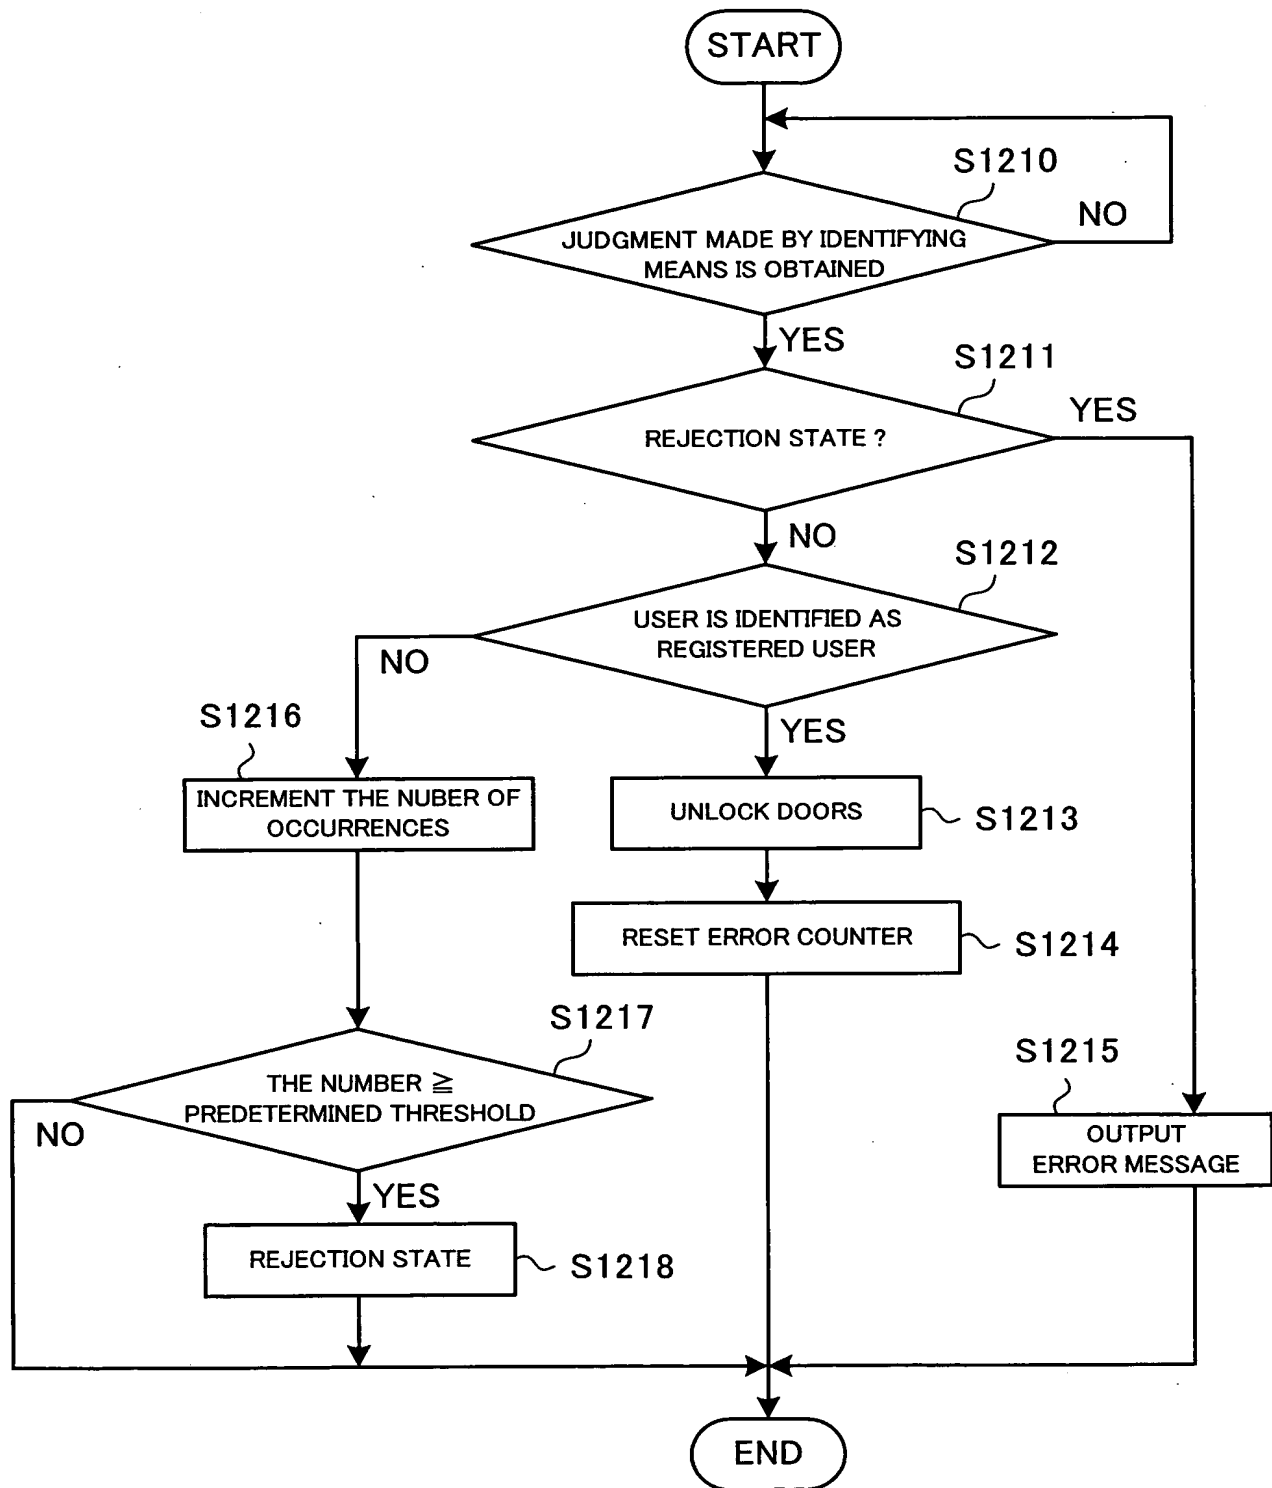 START
S1210
NO
JUDGMENT MADE BY IDENTIFYING
MEANS IS OBTAINED
YES
S1211
YES
REJECTION STATE ?
NO
S1212
USER IS IDENTIFIED AS
REGISTERED USER
NO
YES
S1216
INCREMENT THE NUBER OF
OCCURRENCES
UNLOCK DOORS
S1213
RESET ERROR COUNTER
S1214
S1217
THE NUMBER ≧
PREDETERMINED THRESHOLD
NO
YES
S1215
OUTPUT
ERROR MESSAGE
REJECTION STATE
S1218
END